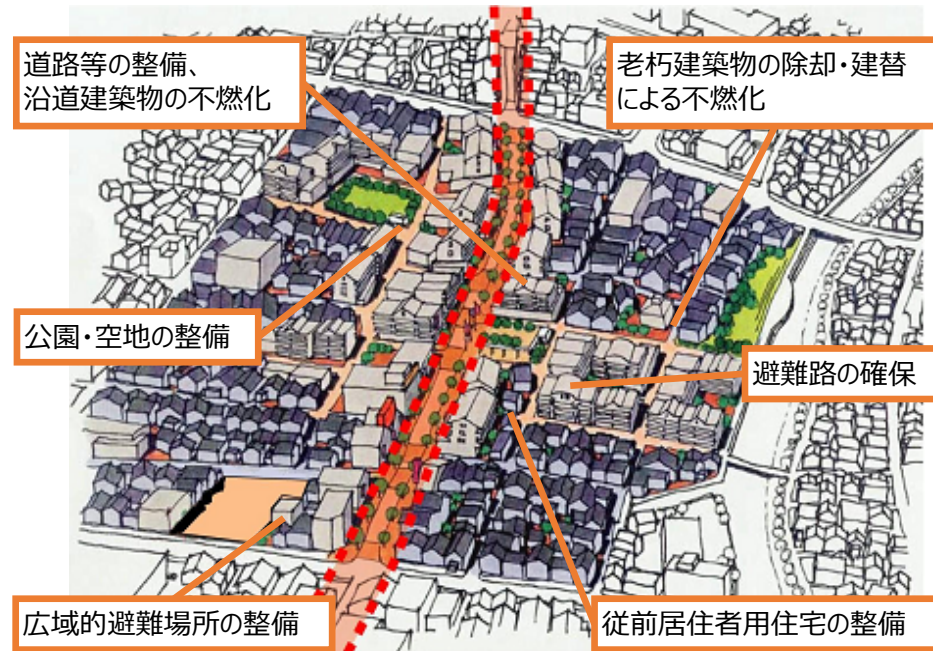 道路等の整備、
沿道建築物の不燃化
老朽建築物の除却・建替
による不燃化
公園・空地の整備
避難路の確保
広域的避難場所の整備
従前居住者用住宅の整備